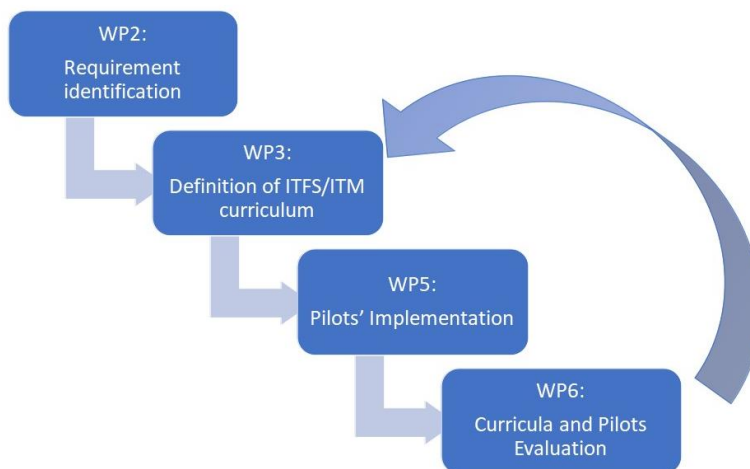 WP2:
Requirement
identification
WP3:
Definition of ITFS/ITM
curriculum
WP5:
Pilots’ Implementation
WP6:
Curricula and Pilots
Evaluation